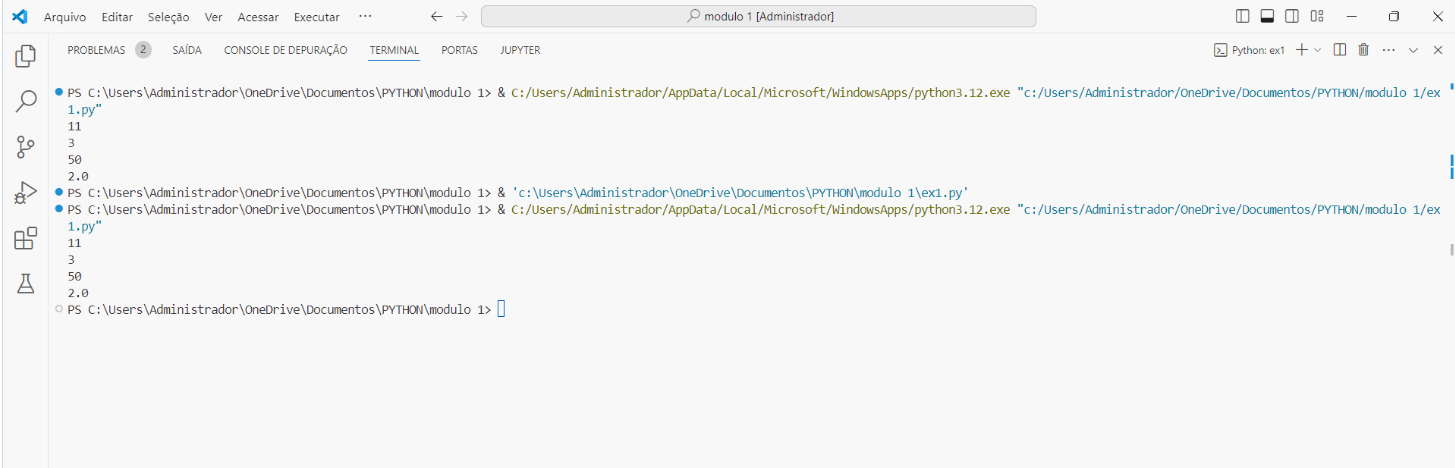 Arquivo Editar Seleção Ver Acessar Executar ··· modulo 1 [Administrador]
PROBLEMAS 2 SAÍDA CONSOLE DE DEPURAÇÃO TERMINAL PORTAS JUPYTER Python: ex1
PS C:\Users\Administrador\OneDrive\Documentos\PYTHON\modulo 1> & C:/Users/Administrador/AppData/Local/Microsoft/WindowsApps/python3.12.exe "c:/Users/Administrador/OneDrive/Documentos/PYTHON/modulo 1/ex
1.py"
11
3
50
2.0
PS C:\Users\Administrador\OneDrive\Documentos\PYTHON\modulo 1> & 'c:\Users\Administrador\OneDrive\Documentos\PYTHON\modulo 1\ex1.py'
PS C:\Users\Administrador\OneDrive\Documentos\PYTHON\modulo 1> & C:/Users/Administrador/AppData/Local/Microsoft/WindowsApps/python3.12.exe "c:/Users/Administrador/OneDrive/Documentos/PYTHON/modulo 1/ex
1.py"
11
3
50
2.0
PS C:\Users\Administrador\OneDrive\Documentos\PYTHON\modulo 1>